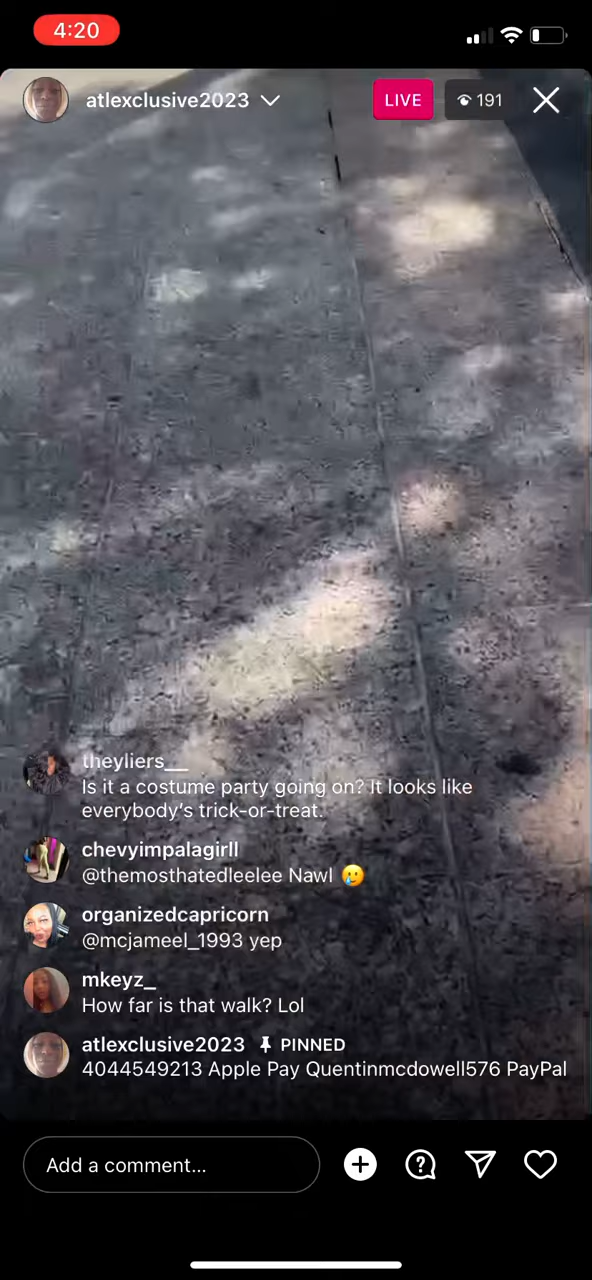 4:20
atlexclusive2023
LIVE
191
theyliers__
Is it a costume party going on? It looks like
everybody's trick-or-treat.
chevyimpalagirll
@themosthatedleelee Nawl 🥲
organizedcapricorn
@mcjameel_1993 yep
mkeyz_
How far is that walk? Lol
atlexclusive2023 PINNED
4044549213 Apple Pay Quentinmcdowell576 PayPal
Add a comment...